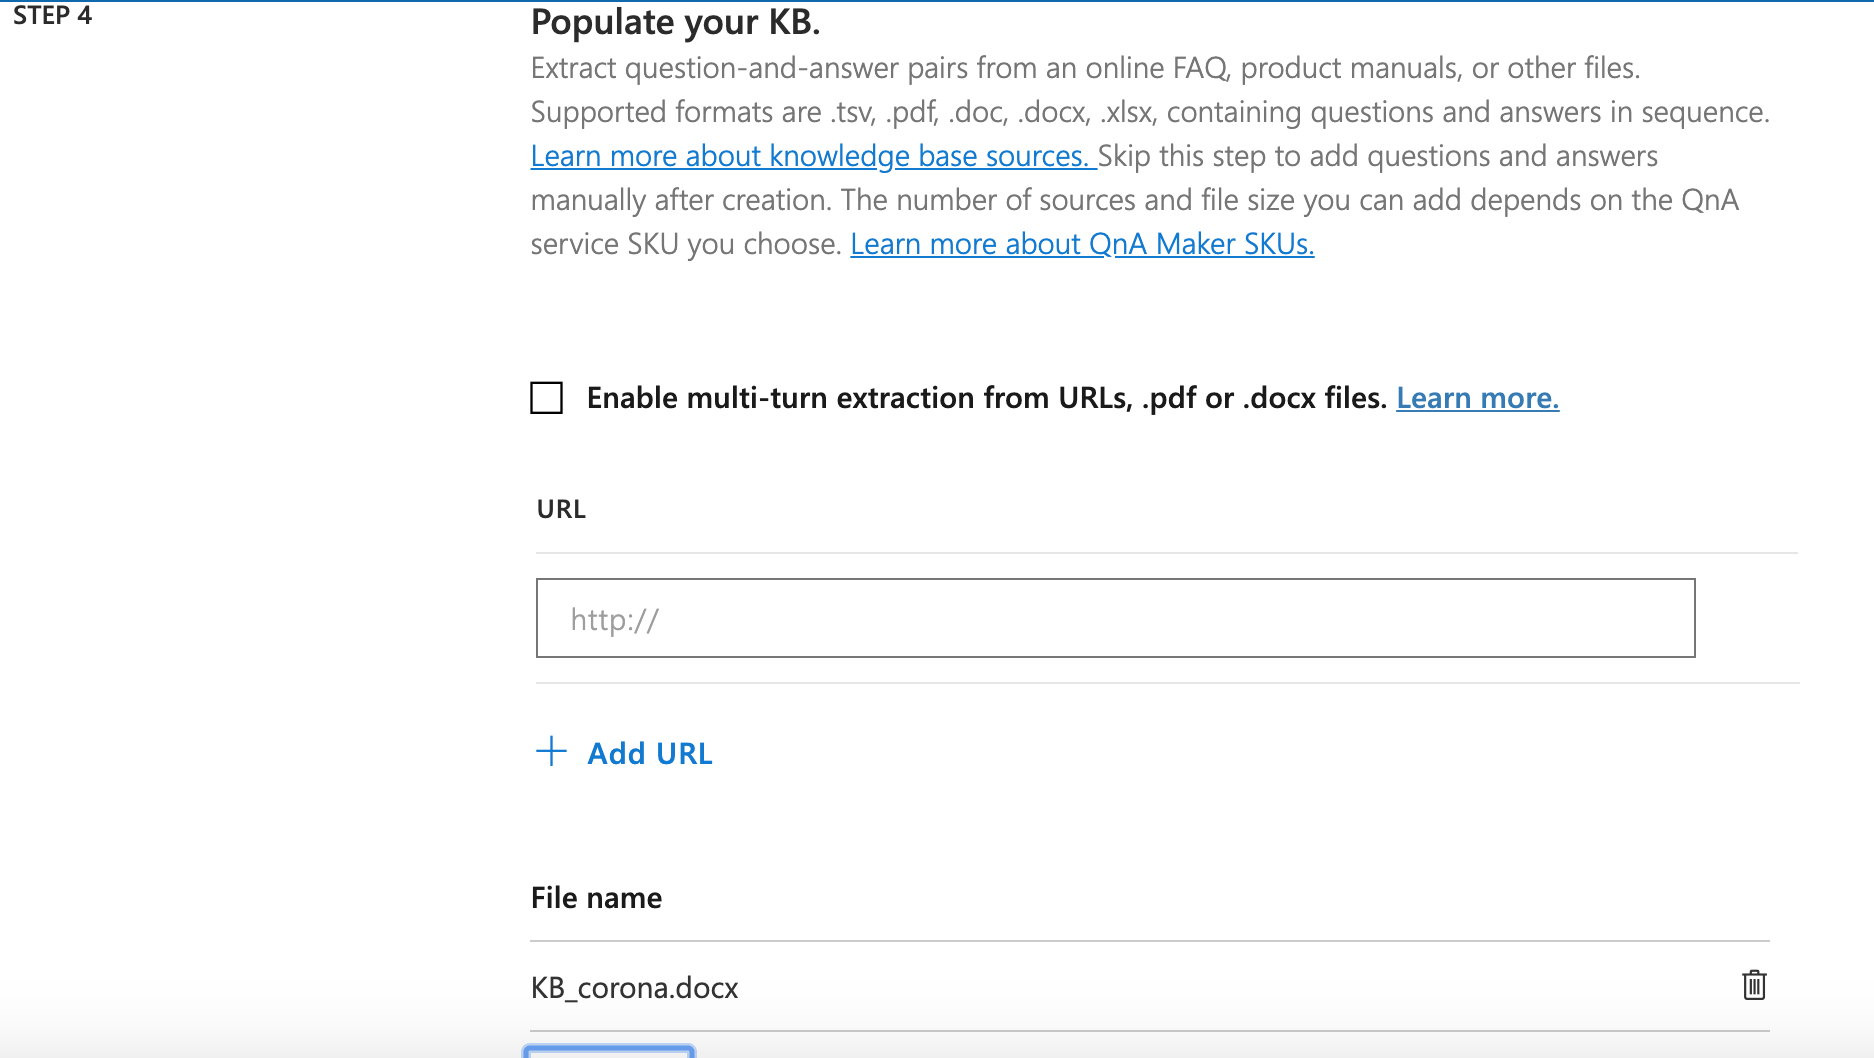 STEP 4
Populate your KB.
Extract question-and-answer pairs from an online FAQ, product manuals, or other files.
Supported formats are .tsv, .pdf, .doc, .docx, .xlsx, containing questions and answers in sequence.
Learn more about knowledge base sources. Skip this step to add questions and answers
manually after creation. The number of sources and file size you can add depends on the QnA
service SKU you choose. Learn more about QnA Maker SKUs.
Enable multi-turn extraction from URLs, .pdf or .docx files. Learn more.
URL
http://
Add URL
File name
KB_corona.docx